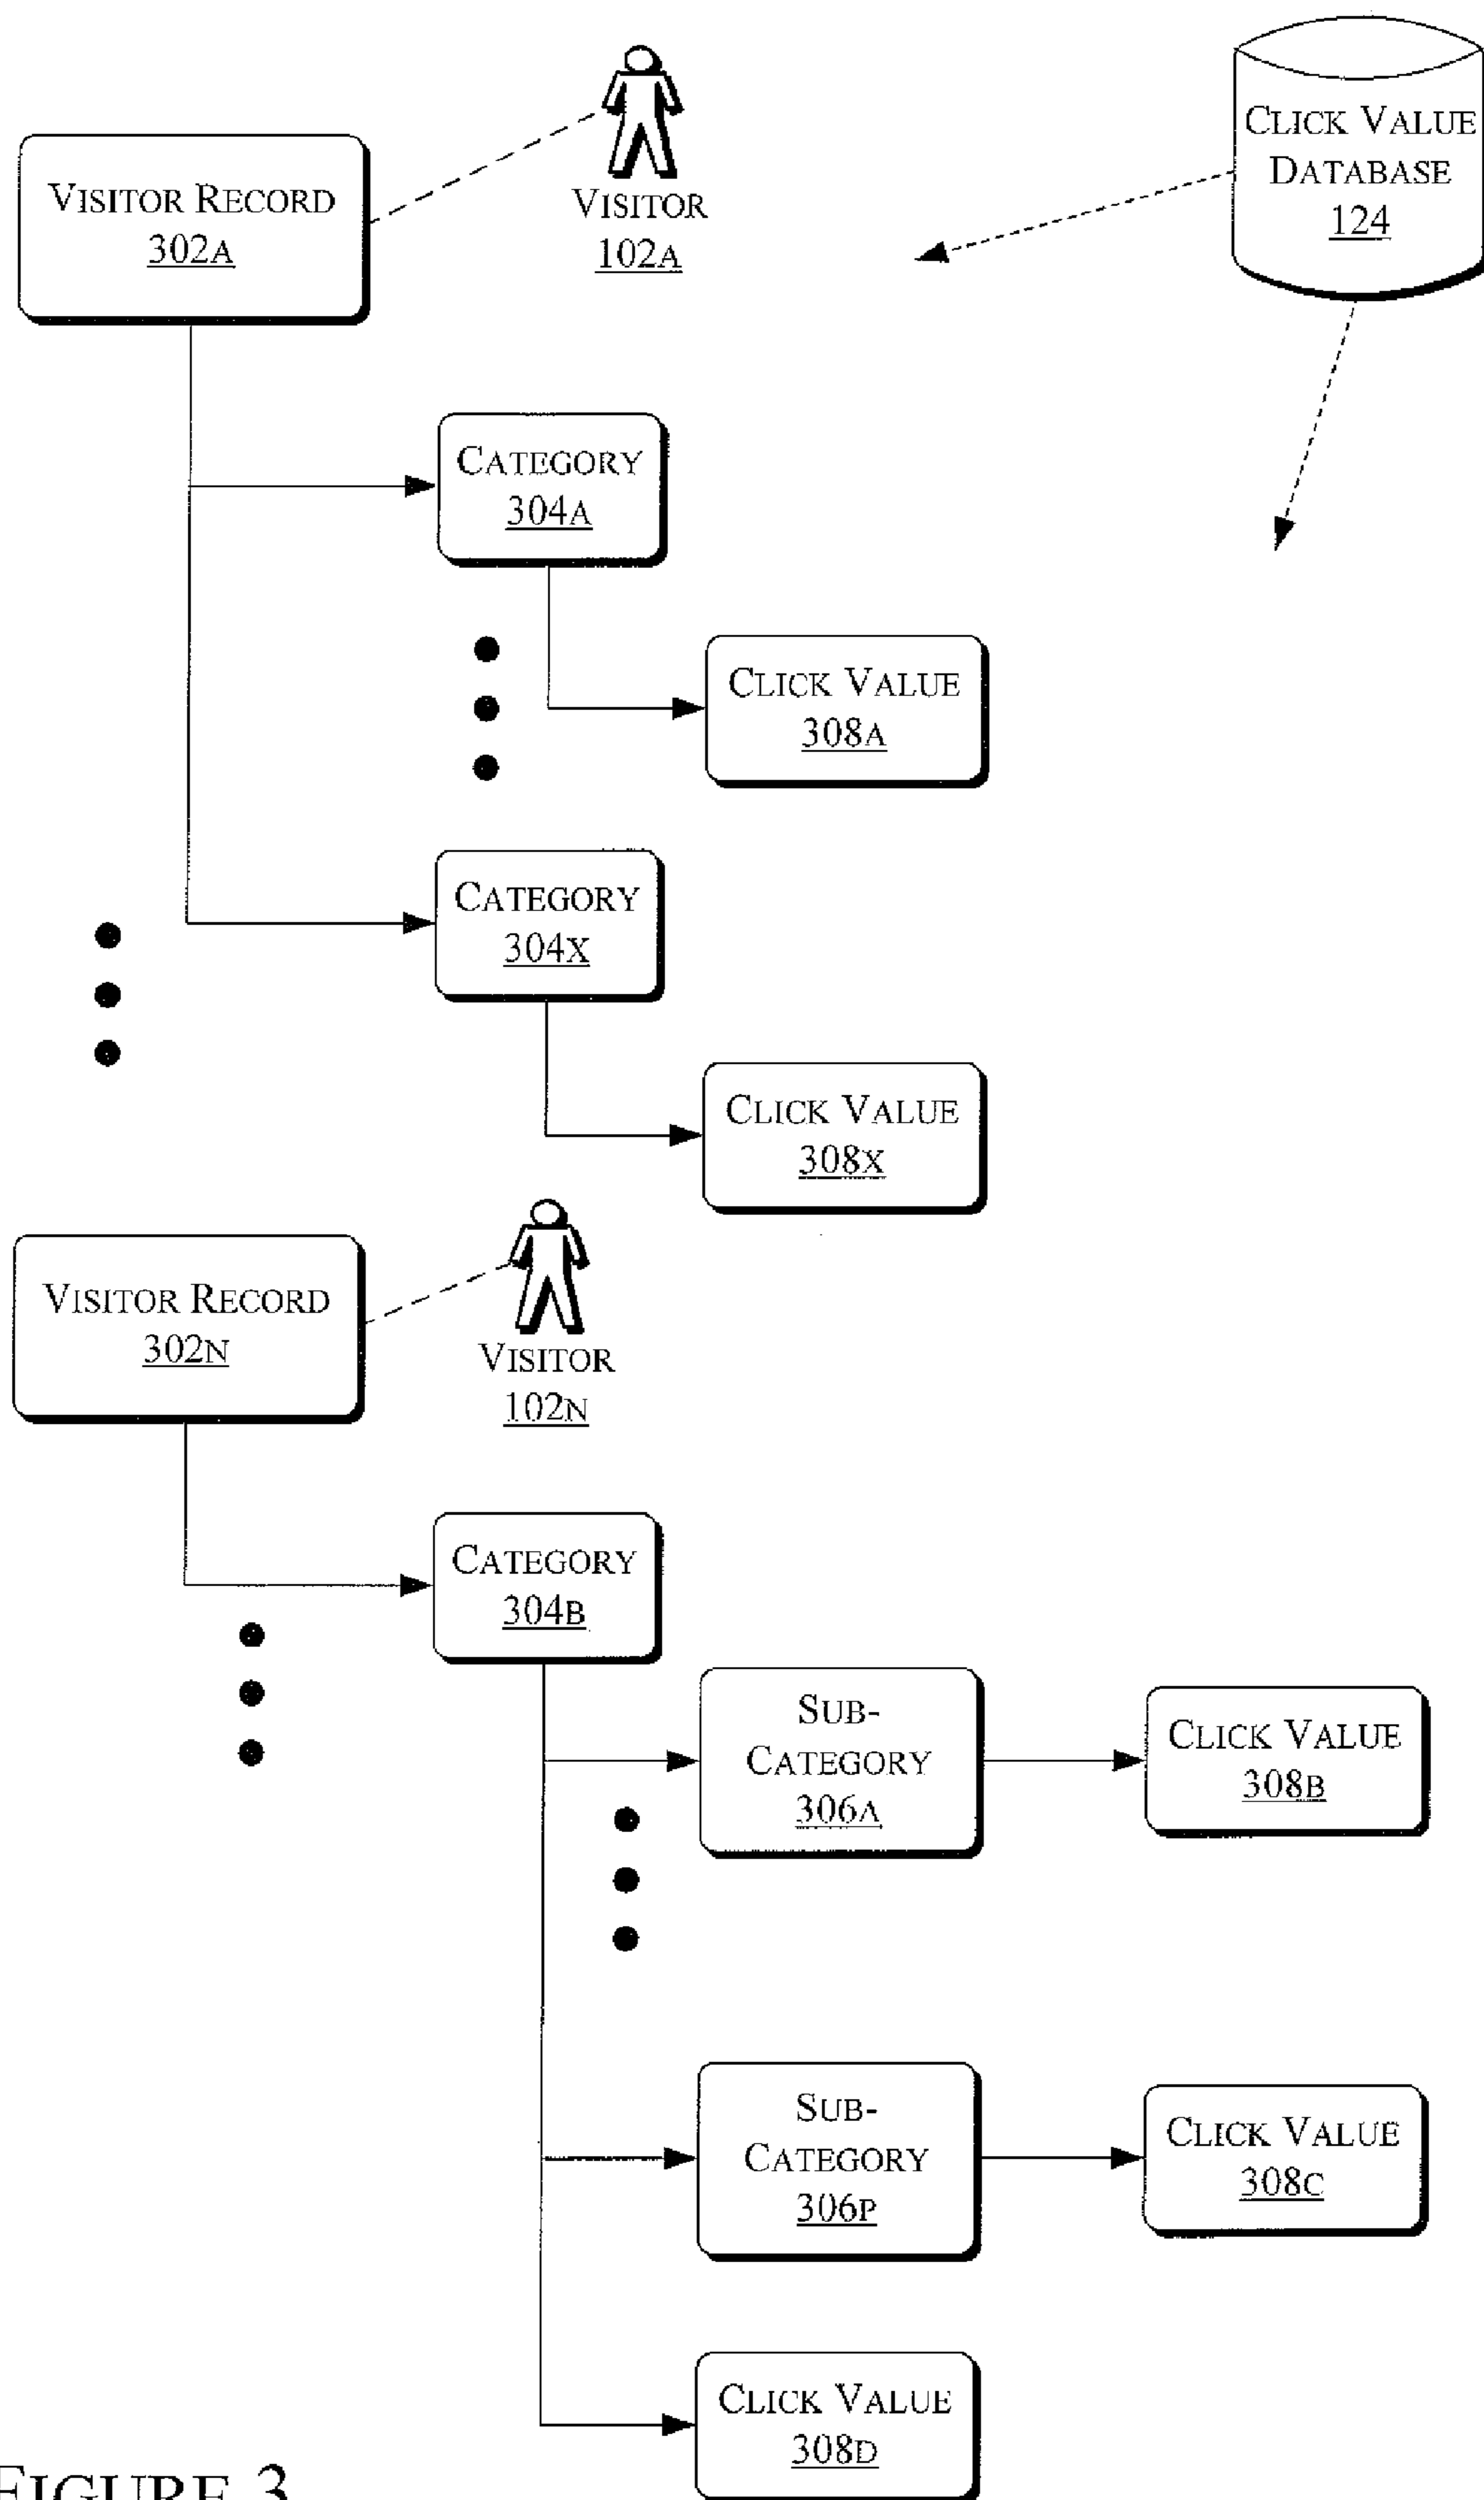 VISITOR RECORD
302A
VISITOR
102A
CLICK VALUE
DATABASE
124
CATEGORY
304A
CLICK VALUE
308A
CATEGORY
304X
CLICK VALUE
308X
VISITOR RECORD
302N
VISITOR
102N
CATEGORY
304B
SUB-
CATEGORY
306A
CLICK VALUE
308B
SUB-
CATEGORY
306P
CLICK VALUE
308C
CLICK VALUE
308D
FIGURE 3